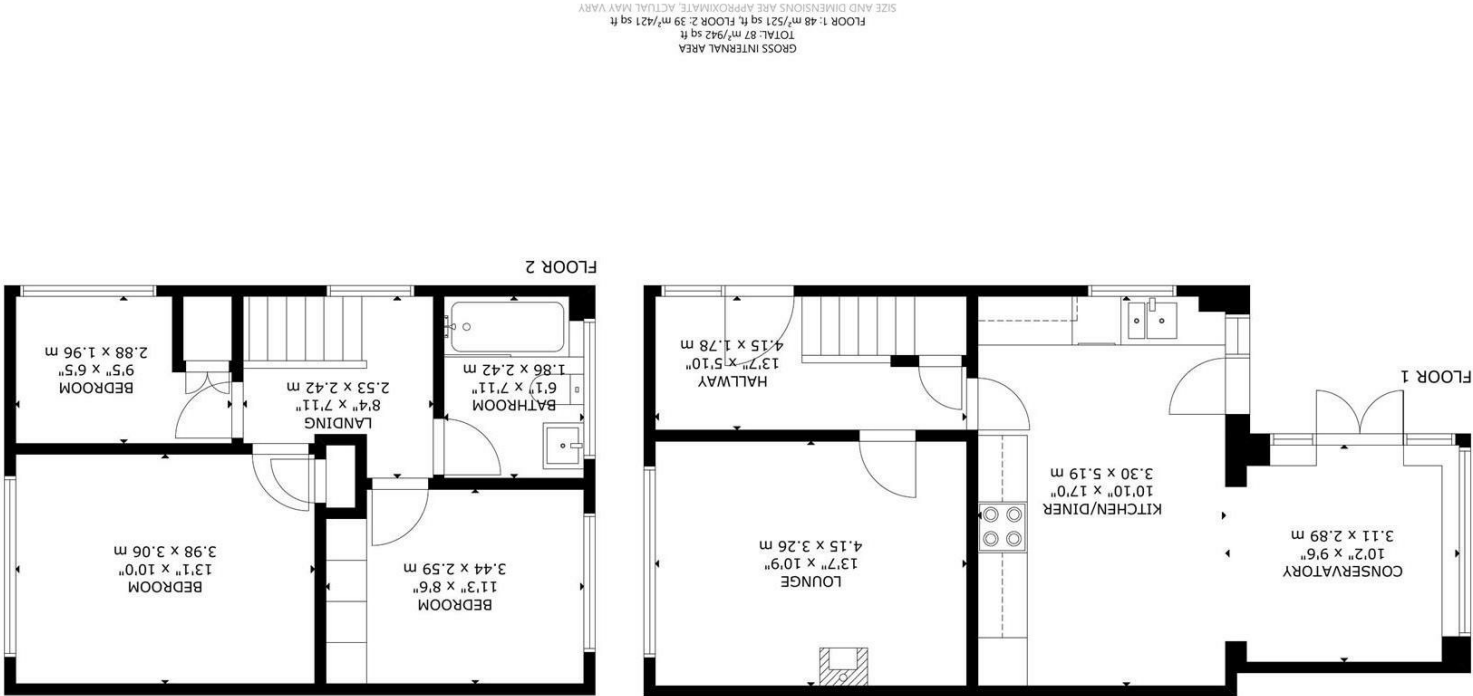 CONSERVATORY
10'2" x 9'6"
3.11 x 2.89 m
KITCHEN/DINER
10'10" x 17'0"
3.30 x 5.19 m
LOUNGE
13'7" x 10'9"
4.15 x 3.26 m
HALLWAY
13'7" x 5'10"
4.15 x 1.78 m
FLOOR 1
BEDROOM
11'3" x 8'6"
3.44 x 2.59 m
BEDROOM
13'1" x 10'0"
3.98 x 3.06 m
BATHROOM
6'1" x 7'11"
1.86 x 2.42 m
LANDING
8'4" x 7'11"
2.53 x 2.42 m
BEDROOM
9'5" x 6'5"
2.88 x 1.96 m
FLOOR 2
GROSS INTERNAL AREA
TOTAL: 87 m²/942 sq ft
FLOOR 1: 48 m²/521 sq ft, FLOOR 2: 39 m²/421 sq ft
SIZE AND DIMENSIONS ARE APPROXIMATE, ACTUAL MAY VARY